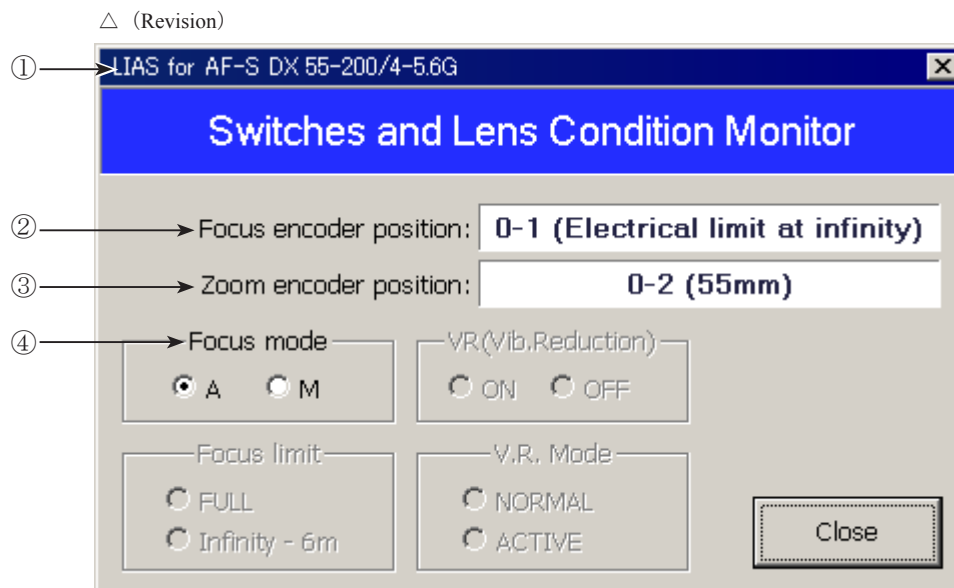 △ (Revision)
① LIAS for AF-S DX 55-200/4-5.6G
Switches and Lens Condition Monitor
② Focus encoder position: 0-1 (Electrical limit at infinity)
③ Zoom encoder position: 0-2 (55mm)
④ Focus mode VR(Vib.Reduction)
A M ON OFF
Focus limit V.R. Mode
FULL NORMAL
Infinity - 6m ACTIVE
Close